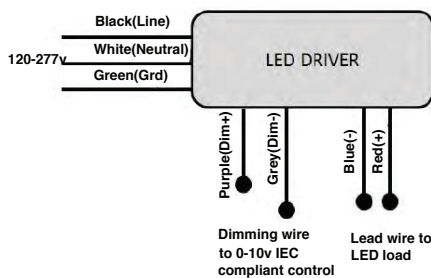 Black(Line)
White(Neutral)
120-277v
Green(Grd)
LED DRIVER
Purple(Dim+)
Grey(Dim-)
Blue(-)
Red(+)
Dimming wire
to 0-10v IEC
compliant control
Lead wire to
LED load